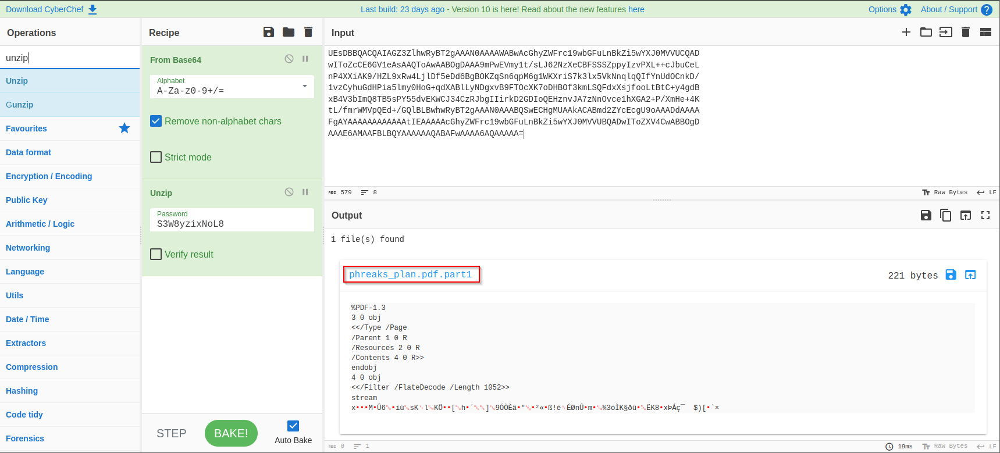 Download CyberChef
Last build: 23 days ago - Version 10 is here! Read about the new features here
Options
About / Support
Operations
unzip
Unzip
Gunzip
Favourites
Data format
Encryption / Encoding
Public Key
Arithmetic / Logic
Networking
Language
Utils
Date / Time
Extractors
Compression
Hashing
Code tidy
Forensics
Recipe
From Base64
Alphabet
A-Za-z0-9+/=
Remove non-alphabet chars
Strict mode
Unzip
Password
S3W8yzixNoL8
Verify result
STEP
BAKE!
Auto Bake
Input
UEsDBBQACQAIAGZ3ZlhwRyBT2gAAAN0AAAAWABwAcGhyZWFrc19wbGFuLnBkZi5wYXJ0MVVUCQAD
wIToZcCE6GV1eAsAAQToAwAABOgDAAA9mPwEVmy1t/sLJ62NzXeCBFSSSZppyIzvPXL++cJbuCeL
nP4XXiAK9/HZL9xRw4LjlDf5eDd6BgBOKZqSn6qpM6g1WKXriS7k3lx5VkNnqlqQIfYnUdOCnkD/
1vzCyhuGdHPia5lmy0HoG+qdXABlLyNDgxvB9FTOcXK7oDHBOf3kmLSQFdxXsjfooLtBtC+y4gdB
xB4V3bImQ8TB5sPY55dvEKWCJ34CzRJbgIIirkD2GDIoQEHznvJA7zNnOvce1hXGA2+P/XmHe+4K
tL/fmrWMVpQEd+/GQlBLBwhwRyBT2gAAAN0AAABQSwECHgMUAAkACABmd2ZYcEcgU9oAAADdAAAA
FgAYAAAAAAAAAAAAtIEAAAAAcGhyZWFrc19wbGFuLnBkZi5wYXJ0MVVUBQADwIToZXV4CwABBOgD
AAAE6AMAAFBLBQYAAAAAAQABAFwAAAA6AQAAAAA=
579
8
Raw Bytes
LF
Output
1 file(s) found
phreaks_plan.pdf.part1
221 bytes
%PDF-1.3
3 0 obj
<</Type /Page
/Parent 1 0 R
/Resources 2 0 R
/Contents 4 0 R>>
endobj
4 0 obj
<</Filter /FlateDecode /Length 1052>>
stream
0
1
19ms
Raw Bytes
LF